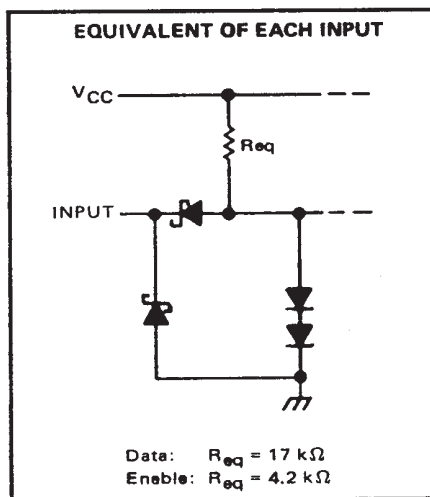 EQUIVALENT OF EACH INPUT
VCC
Req
INPUT
Data: Req = 17 kΩ
Enable: Req = 4.2 kΩ